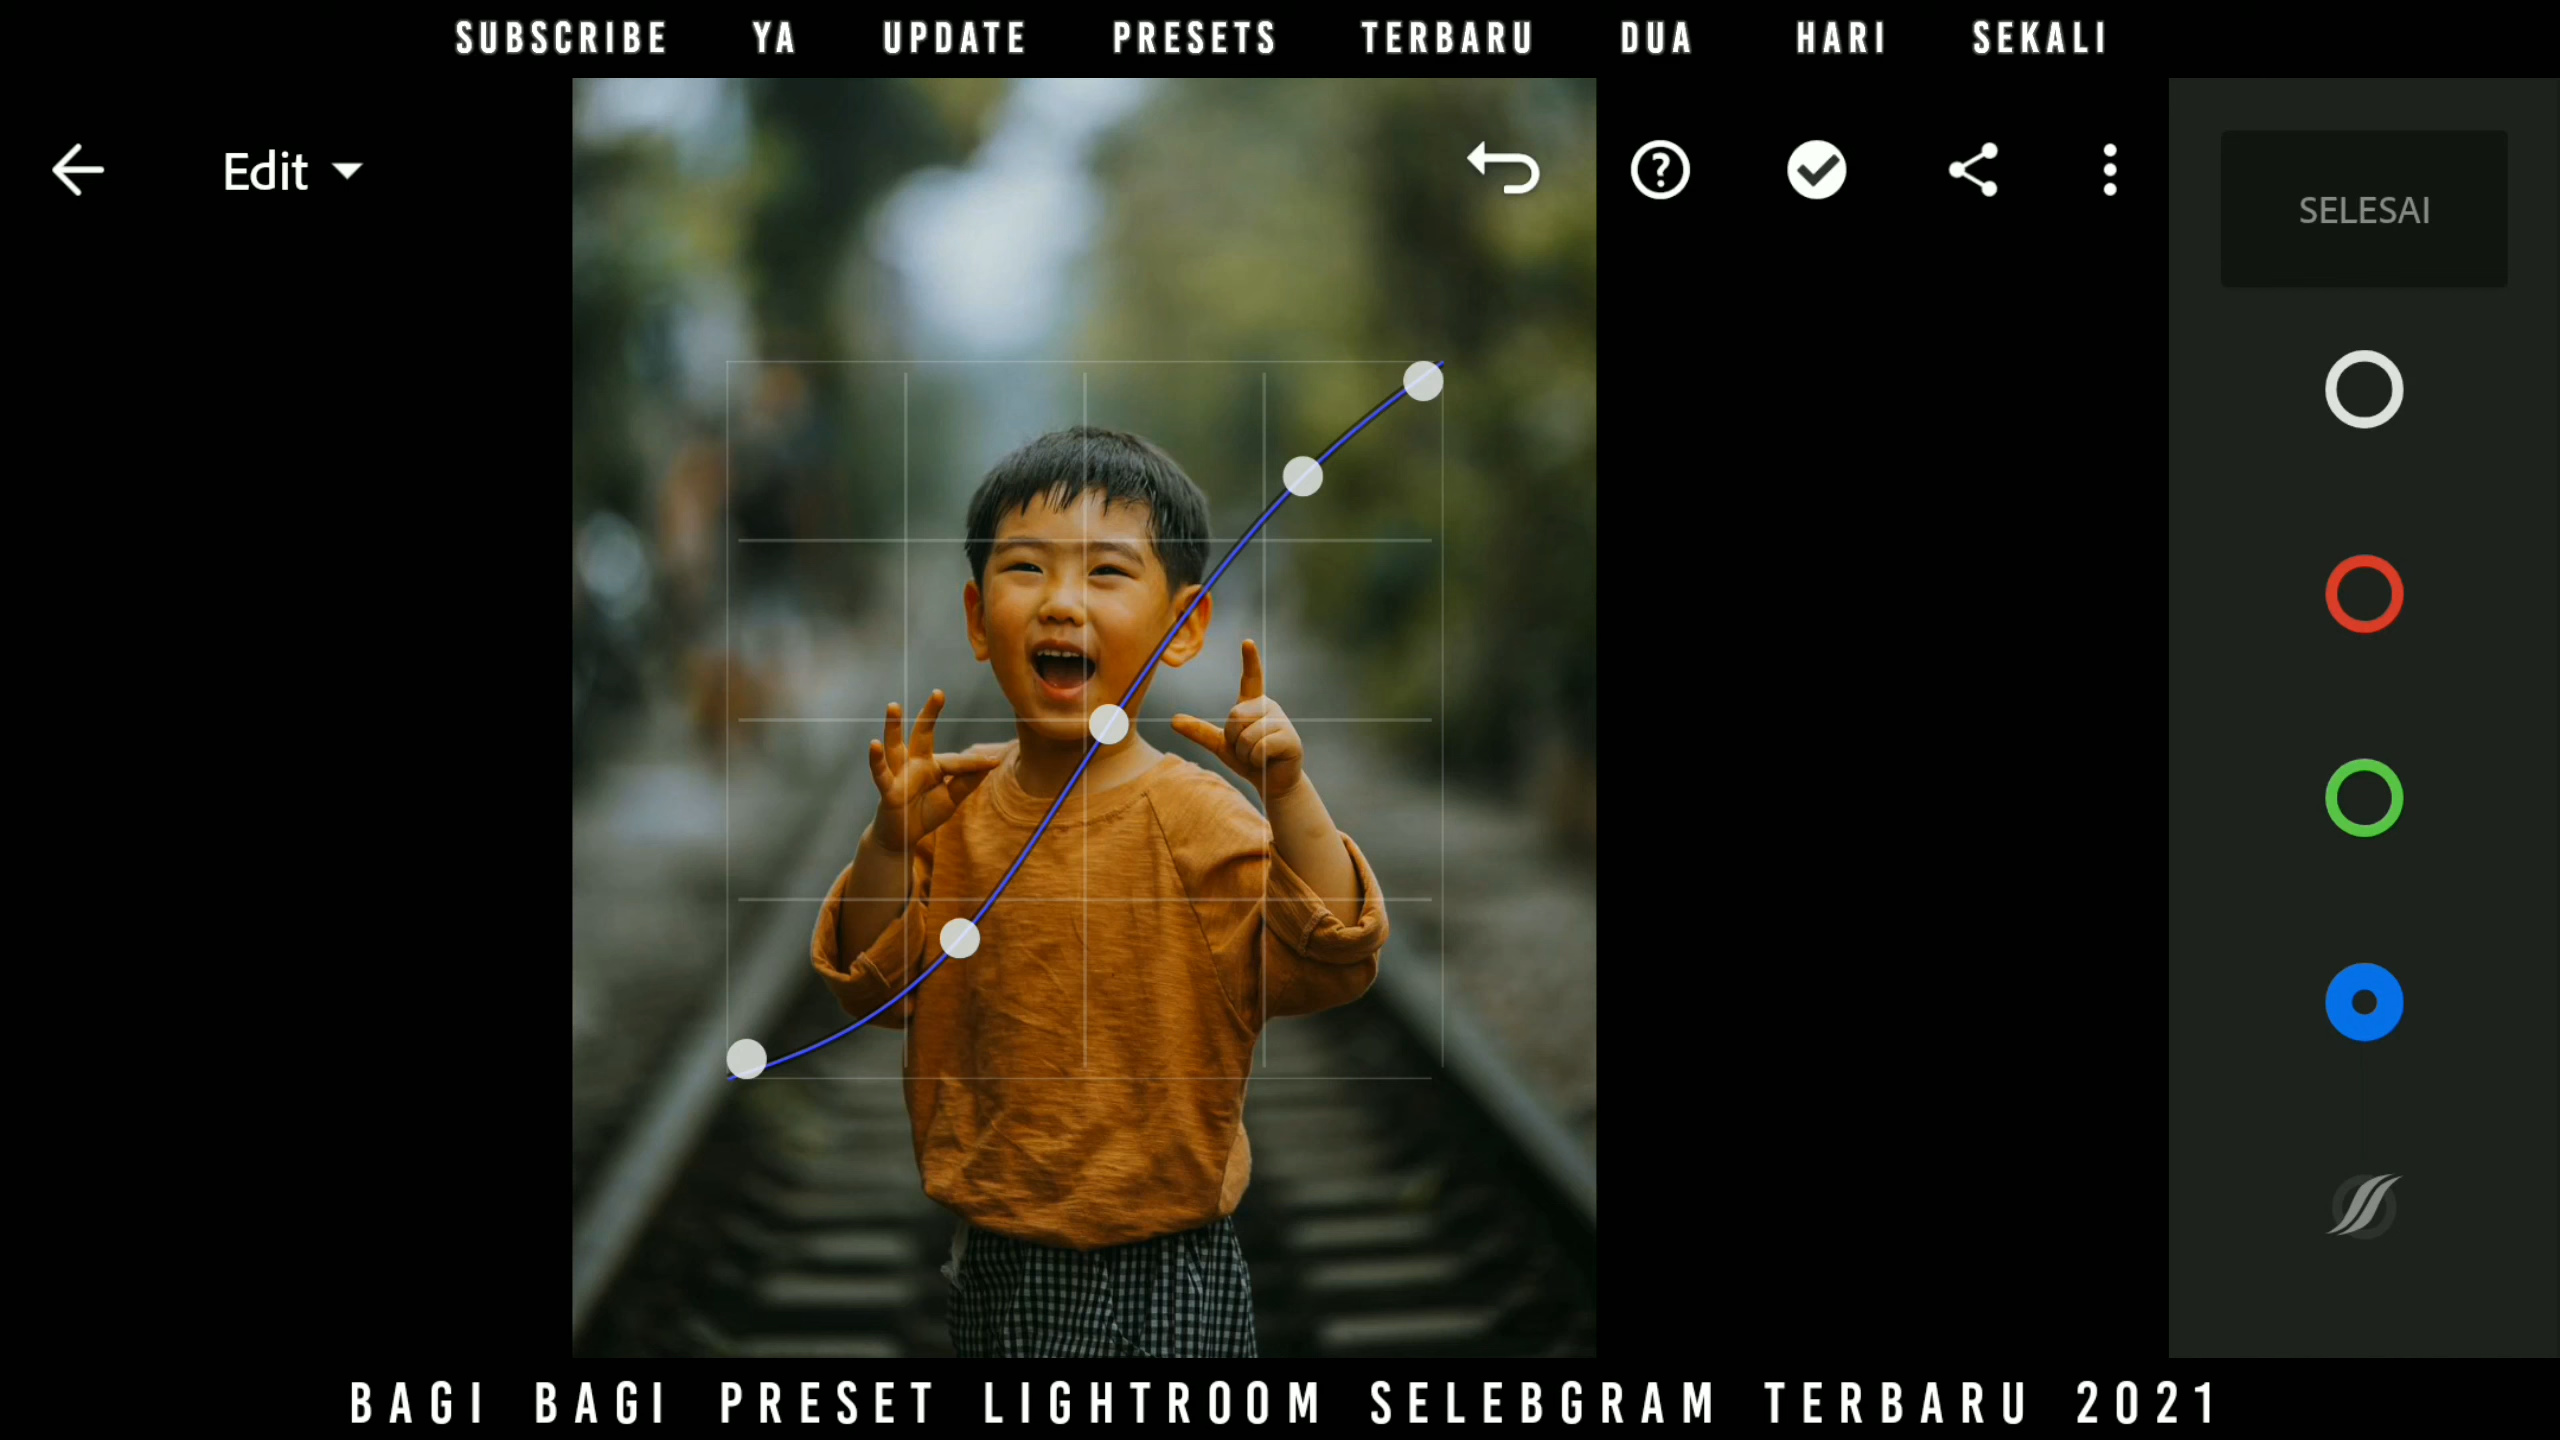 SUBSCRIBE YA UPDATE PRESETS TERBARU DUA HARI SEKALI
Edit
SELESAI
BAGI BAGI PRESET LIGHTROOM SELEBGRAM TERBARU 2021